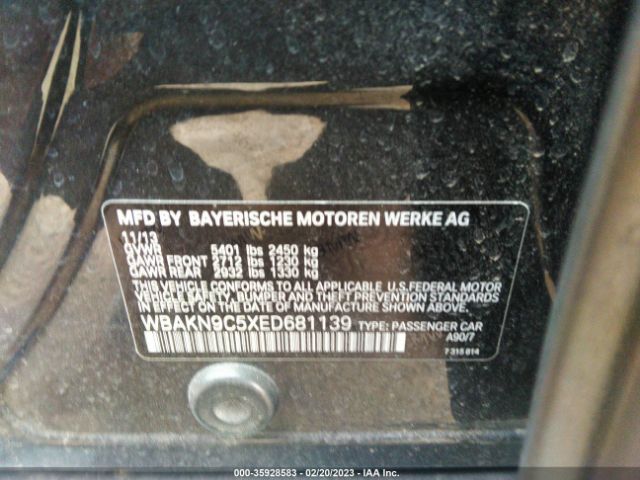 MFD BY BAYERISCHE MOTOREN WERKE AG
11/13
GVWR 5401 lbs 2450 kg
GAWR FRONT 2712 lbs 1230 kg
GAWR REAR 2932 lbs 1330 kg
THIS VEHICLE CONFORMS TO ALL APPLICABLE U.S. FEDERAL MOTOR
VEHICLE SAFETY, BUMPER AND THEFT PREVENTION STANDARDS
IN EFFECT ON THE DATE OF MANUFACTURE SHOWN ABOVE.
WBAKN9C5XED681139 TYPE: PASSENGER CAR
A90/7
7 315 614
000-35928583 - 02/20/2023 - IAA Inc.